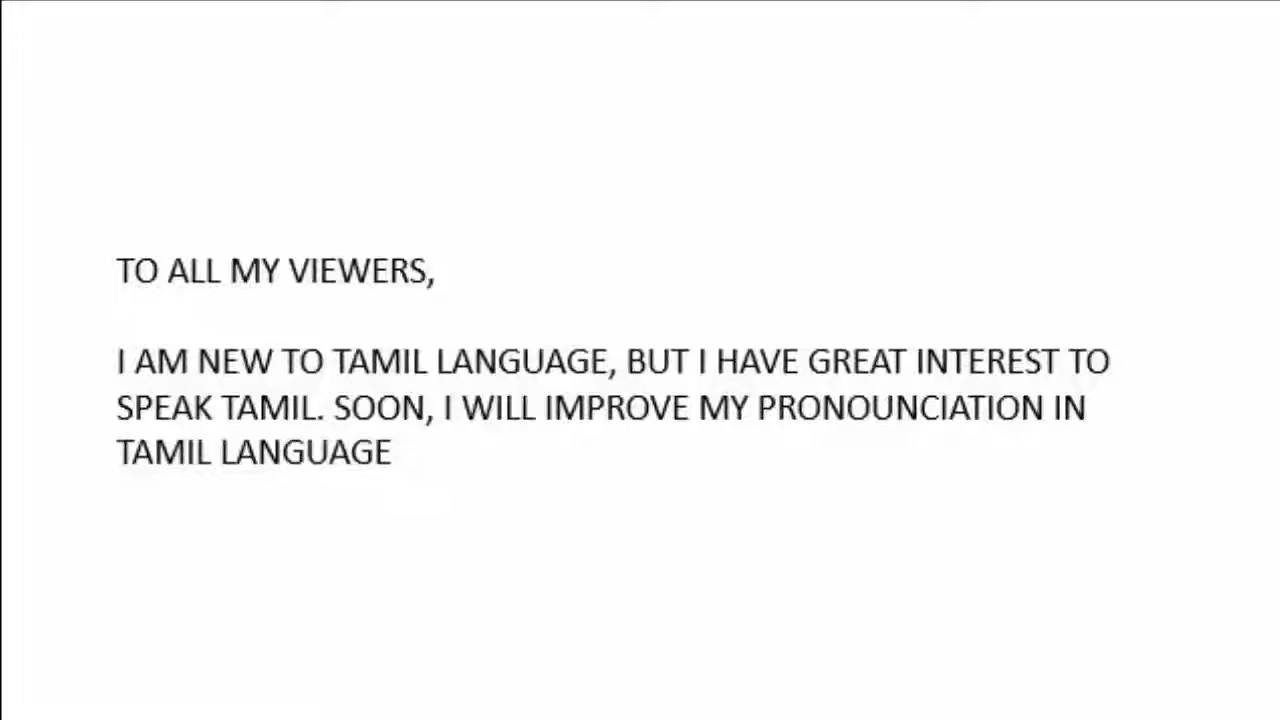 TO ALL MY VIEWERS,
I AM NEW TO TAMIL LANGUAGE, BUT I HAVE GREAT INTEREST TO
SPEAK TAMIL. SOON, I WILL IMPROVE MY PRONOUNCIATION IN
TAMIL LANGUAGE